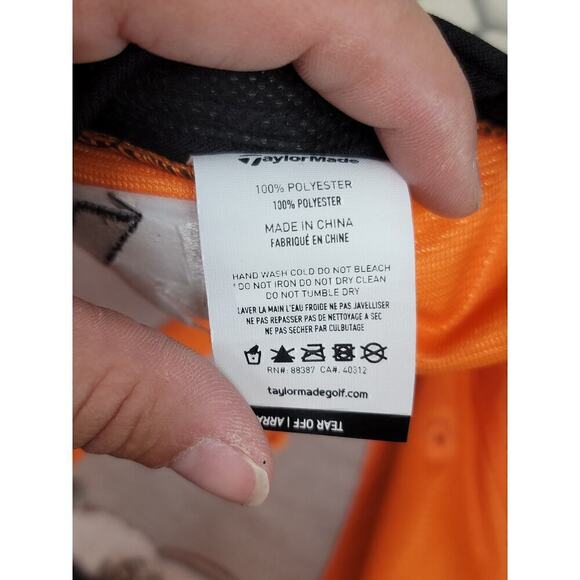 TaylorMade
100% POLYESTER
100% POLYESTER
MADE IN CHINA
FABRIQUÉ EN CHINE
HAND WASH COLD DO NOT BLEACH
DO NOT IRON DO NOT DRY CLEAN
DO NOT TUMBLE DRY
LAVER LA MAIN L'EAU FROIDE NE PAS JAVELLISER
NE PAS REPASSER PAS DE NETTOYAGE A SEC
NE PAS SECHER PAR CULBUTAGE
RN#: 88387 CA#. 40312
taylormadegolf.com
TEAR OFF | ARRA